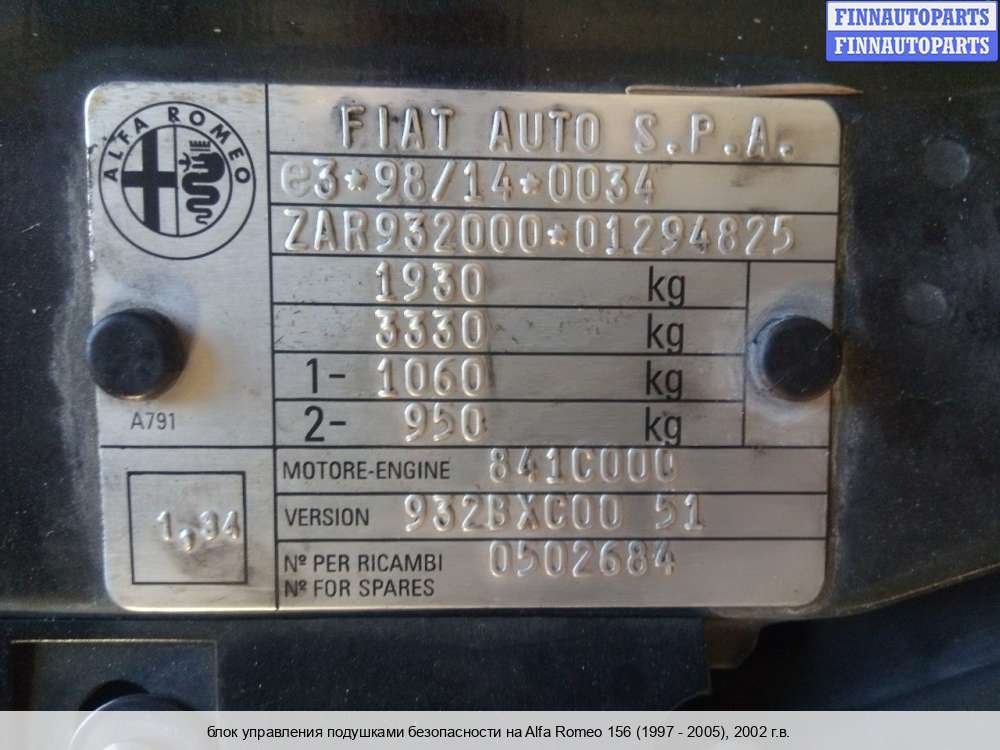 FINNAUTOPARTS
FINNAUTOPARTS
ALFA ROMEO
FIAT AUTO S.P.A.
e3*98/14*0034
ZAR932000*01294825
1930 kg
3330 kg
1- 1060 kg
2- 950 kg
A791
MOTORE-ENGINE 841C000
1,34
VERSION 932BXC00 51
Nº PER RICAMBI 0502684
Nº FOR SPARES
блок управления подушками безопасности на Alfa Romeo 156 (1997 - 2005), 2002 г.в.